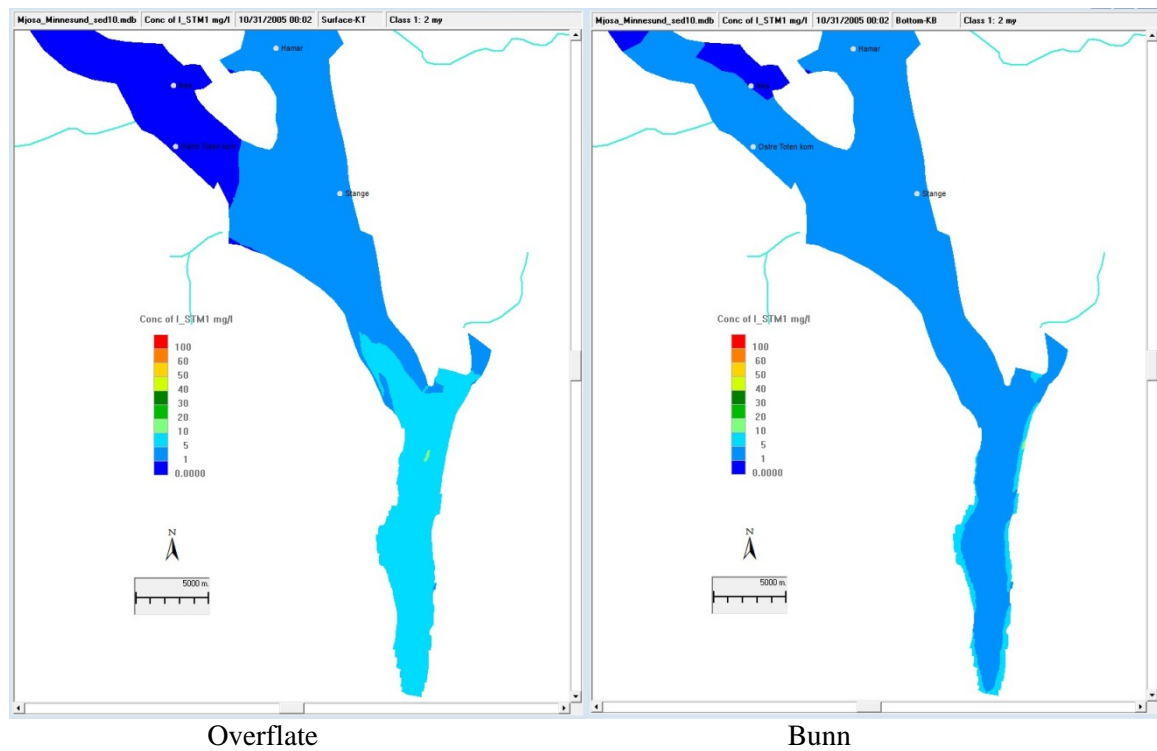 Mjosa_Minnesund_sed10.mdb Conc of I_STM1 mg/l 10/31/2005 00:02 Surface-KT Class 1: 2 my
Hamar
Ostre Toten kom
Stange
Conc of I_STM1 mg/l
100
60
50
40
30
20
10
5
1
0.0000
N
5000 m.
Overflate
Mjosa_Minnesund_sed10.mdb Conc of I_STM1 mg/l 10/31/2005 00:02 Bottom-KB Class 1: 2 my
Hamar
Ostre Toten kom
Stange
Conc of I_STM1 mg/l
100
60
50
40
30
20
10
5
1
0.0000
N
5000 m.
Bunn